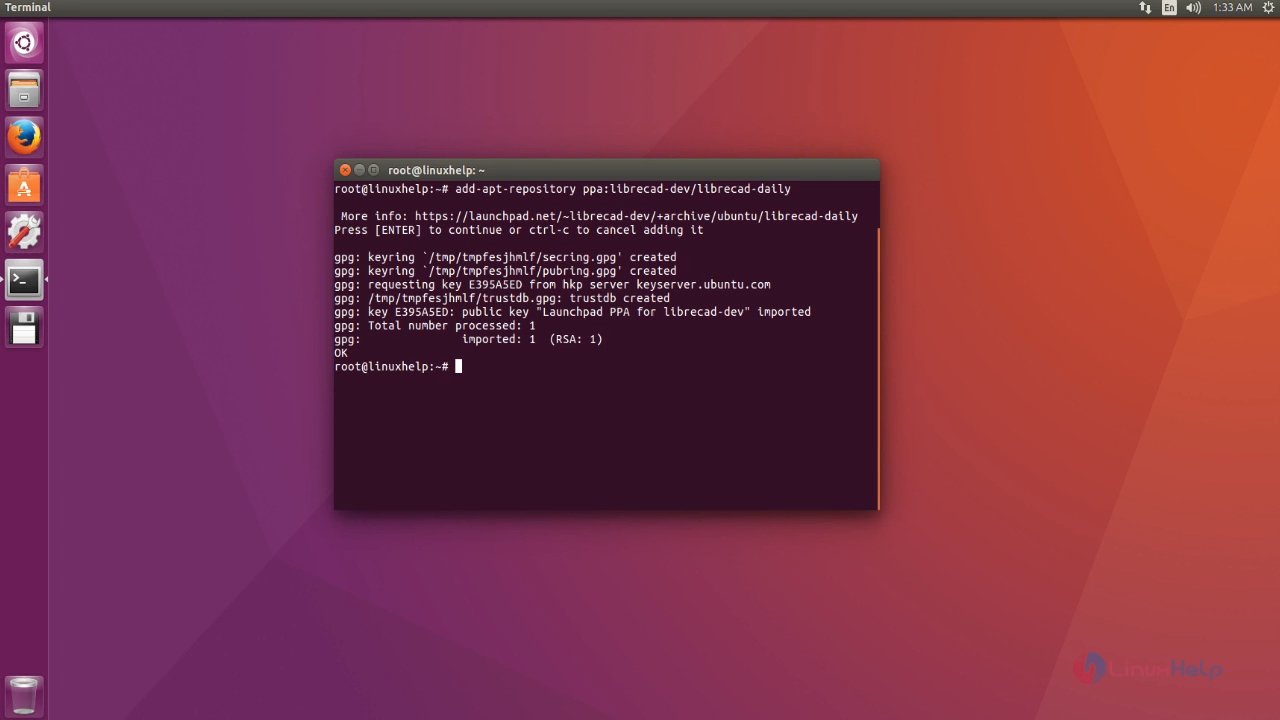 Terminal
En
1:33 AM
root@linuxhelp: ~
root@linuxhelp:~# add-apt-repository ppa:librecad-dev/librecad-daily
More info: https://launchpad.net/~librecad-dev/+archive/ubuntu/librecad-daily
Press [ENTER] to continue or ctrl-c to cancel adding it
gpg: keyring `/tmp/tmpfesjhmlf/secring.gpg' created
gpg: keyring `/tmp/tmpfesjhmlf/pubring.gpg' created
gpg: requesting key E395A5ED from hkp server keyserver.ubuntu.com
gpg: /tmp/tmpfesjhmlf/trustdb.gpg: trustdb created
gpg: key E395A5ED: public key "Launchpad PPA for librecad-dev" imported
gpg: Total number processed: 1
gpg:               imported: 1  (RSA: 1)
OK
root@linuxhelp:~#
LinuxHelp